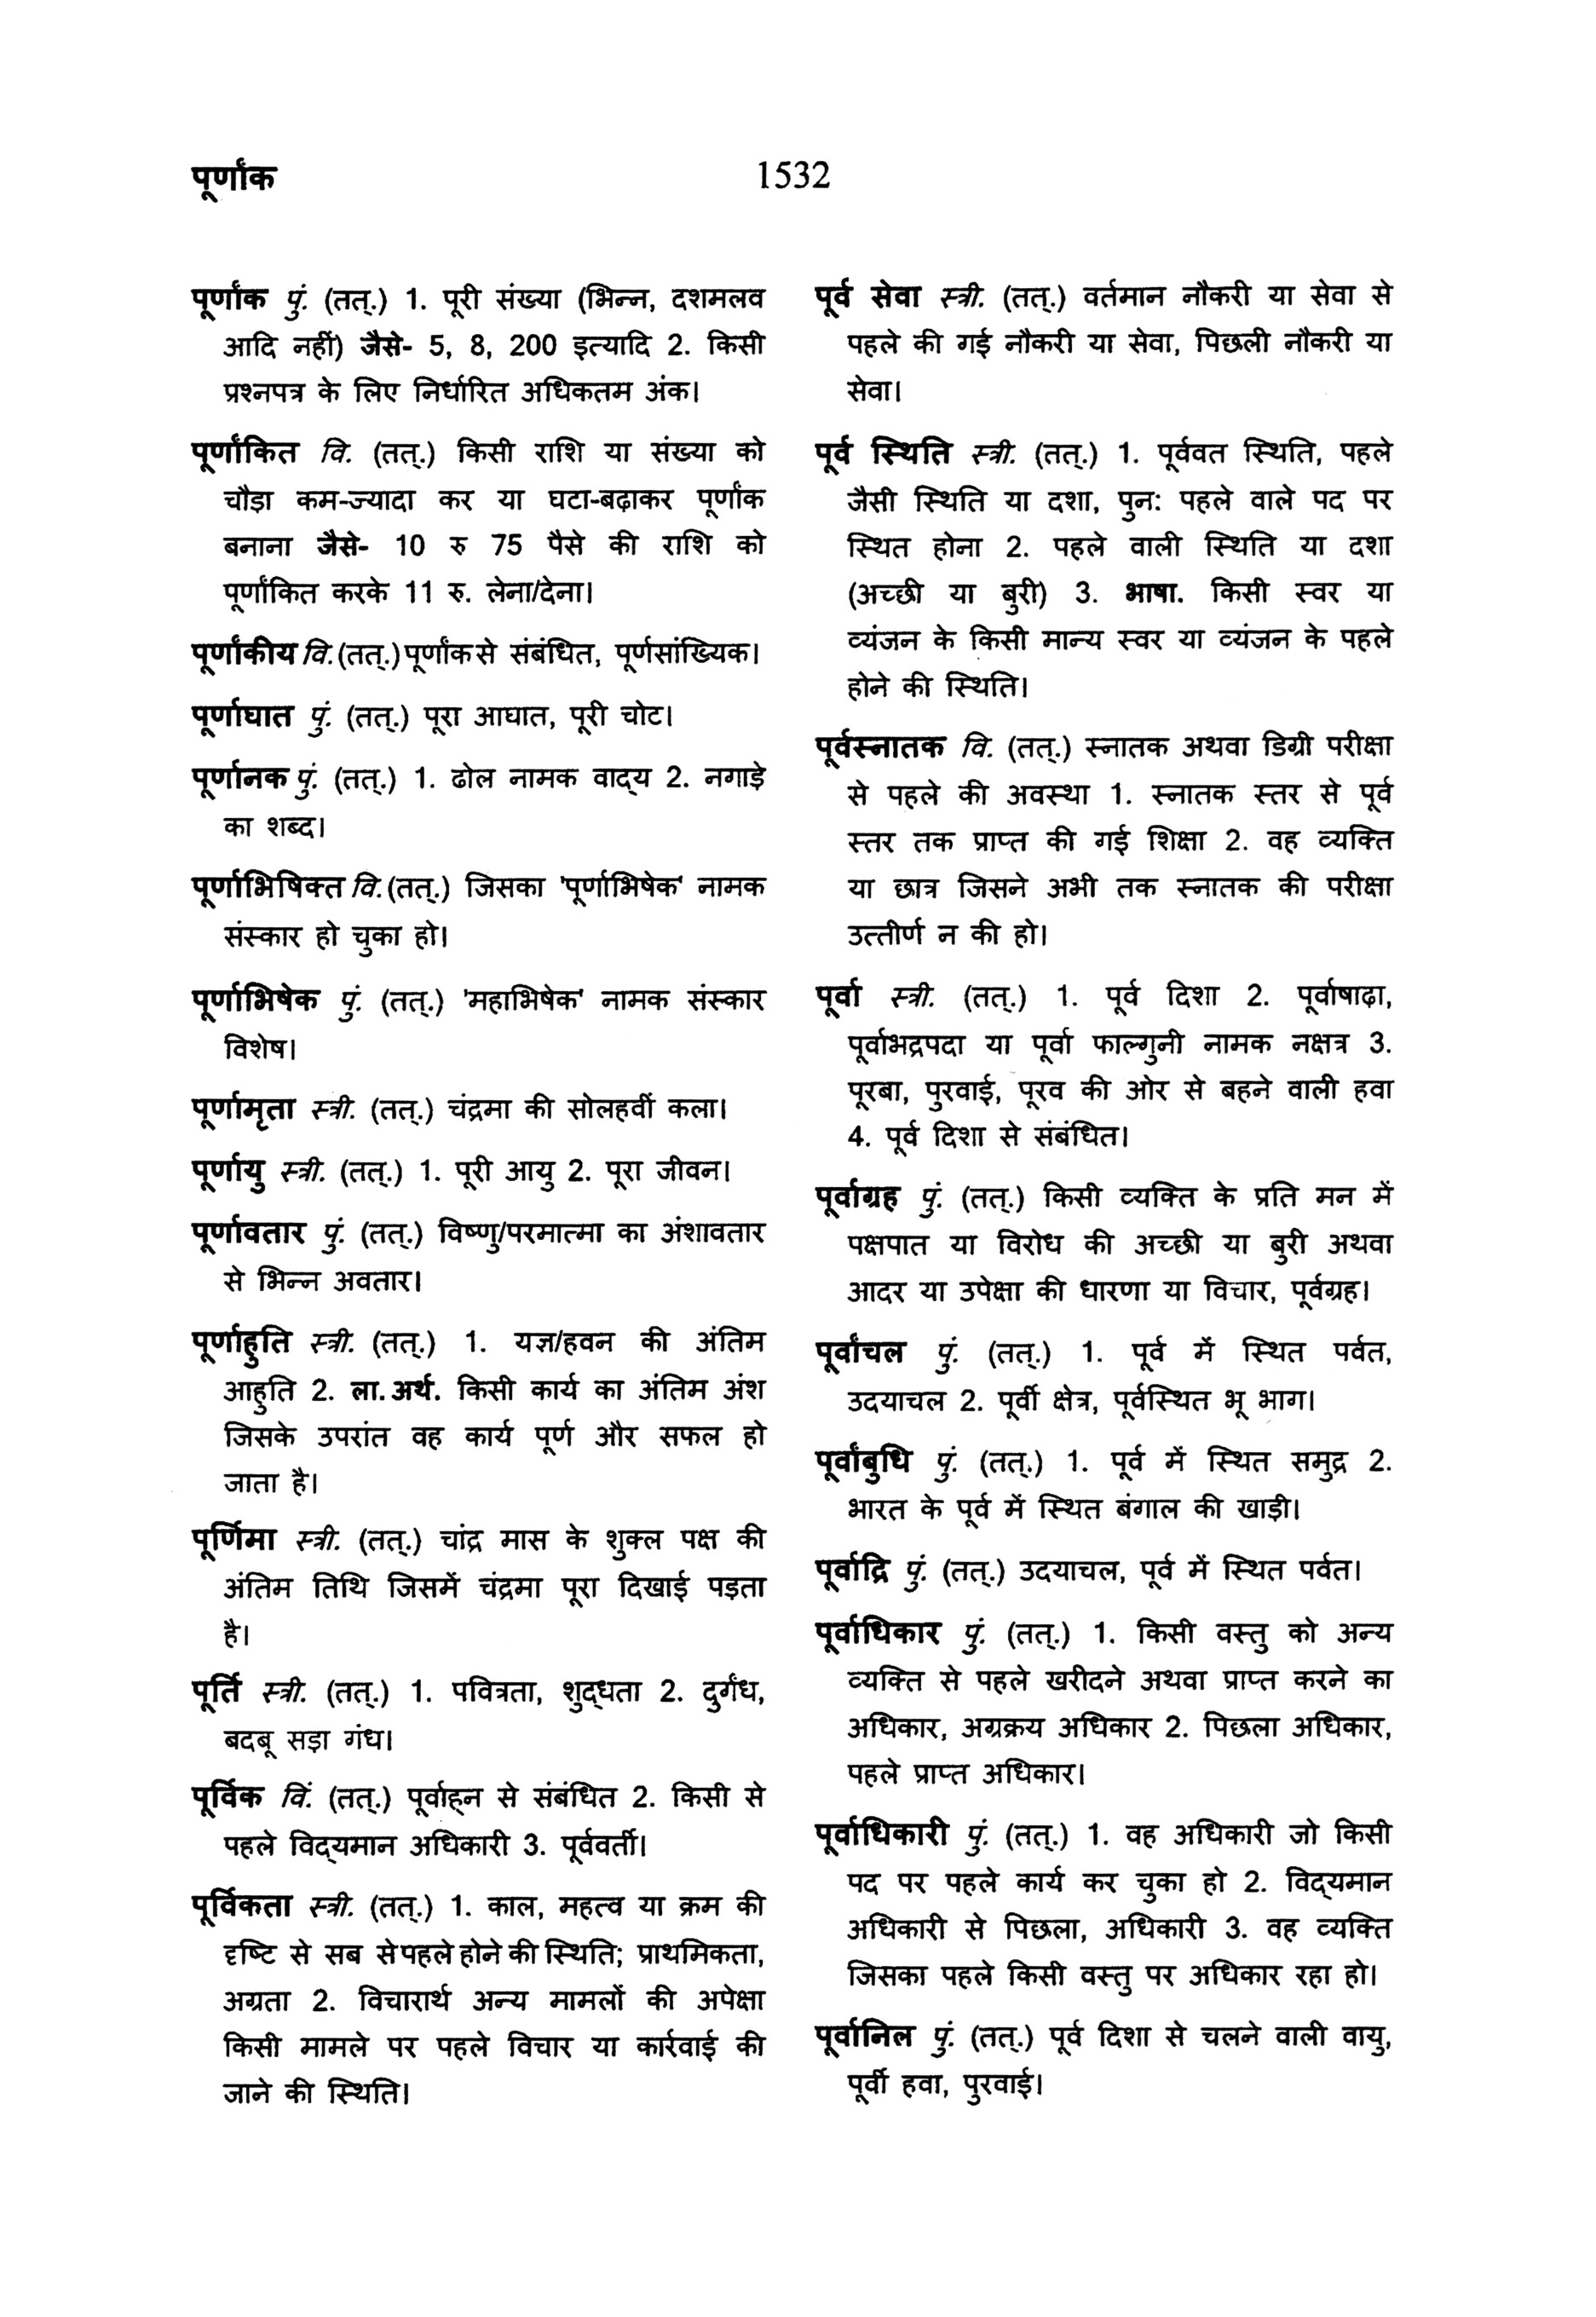 पूर्णांक
1532
पूर्णांक पुं. (तत्.) 1. पूरी संख्या (भिन्न, दशमलव
आदि नहीं) जैसे- 5, 8, 200 इत्यादि 2. किसी
प्रश्नपत्र के लिए निर्धारित अधिकतम अंक।
पूर्णांकित वि. (तत्.) किसी राशि या संख्या को
चौड़ा कम-ज्यादा कर या घटा-बढ़ाकर पूर्णांक
बनाना जैसे- 10 रु 75 पैसे की राशि को
पूर्णांकित करके 11 रु. लेना/देना।
पूर्णांकीय वि. (तत्.) पूर्णांक से संबंधित, पूर्णसांख्यिक।
पूर्णाघात पुं. (तत्.) पूरा आघात, पूरी चोट।
पूर्णानक पुं. (तत्.) 1. ढोल नामक वाद्‌य 2. नगाड़े
का शब्द।
पूर्णाभिषिक्त वि. (तत्.) जिसका 'पूर्णाभिषेक' नामक
संस्कार हो चुका हो।
पूर्णाभिषेक पुं. (तत्.) 'महाभिषेक' नामक संस्कार
विशेष।
पूर्णामृता स्त्री. (तत्.) चंद्रमा की सोलहवीं कला।
पूर्णायु स्त्री. (तत्.) 1. पूरी आयु 2. पूरा जीवन।
पूर्णावतार पुं. (तत्.) विष्णु/परमात्मा का अंशावतार
से भिन्न अवतार।
पूर्णाहुति स्त्री. (तत्.) 1. यज्ञ/हवन की अंतिम
आहुति 2. ला. अर्थ. किसी कार्य का अंतिम अंश
जिसके उपरांत वह कार्य पूर्ण और सफल हो
जाता है।
पूर्णिमा स्त्री. (तत्.) चांद्र मास के शुक्ल पक्ष की
अंतिम तिथि जिसमें चंद्रमा पूरा दिखाई पड़ता
है।
पूर्ति स्त्री. (तत्.) 1. पवित्रता, शुद्‌धता 2. दुर्गंध,
बदबू सड़ा गंध।
पूर्विक विं. (तत्.) पूर्वाह्‌न से संबंधित 2. किसी से
पहले विद्‌यमान अधिकारी 3. पूर्ववर्ती।
पूर्विकता स्त्री. (तत्.) 1. काल, महत्व या क्रम की
दृष्टि से सब से पहले होने की स्थिति; प्राथमिकता,
अग्रता 2. विचारार्थ अन्य मामलों की अपेक्षा
किसी मामले पर पहले विचार या कार्रवाई की
जाने की स्थिति।
पूर्व सेवा स्त्री. (तत्.) वर्तमान नौकरी या सेवा से
पहले की गई नौकरी या सेवा, पिछली नौकरी या
सेवा।
पूर्व स्थिति स्त्री. (तत्.) 1. पूर्ववत स्थिति, पहले
जैसी स्थिति या दशा, पुन: पहले वाले पद पर
स्थित होना 2. पहले वाली स्थिति या दशा
(अच्छी या बुरी) 3. भाषा. किसी स्वर या
व्यंजन के किसी मान्य स्वर या व्यंजन के पहले
होने की स्थिति।
पूर्वस्नातक वि. (तत्.) स्नातक अथवा डिग्री परीक्षा
से पहले की अवस्था 1. स्नातक स्तर से पूर्व
स्तर तक प्राप्त की गई शिक्षा 2. वह व्यक्ति
या छात्र जिसने अभी तक स्नातक की परीक्षा
उत्तीर्ण न की हो।
पूर्वा स्त्री. (तत्.) 1. पूर्व दिशा 2. पूर्वाषाढ़ा,
पूर्वाभद्रपदा या पूर्वा फाल्गुनी नामक नक्षत्र 3.
पूरबा, पुरवाई, पूरव की ओर से बहने वाली हवा
4. पूर्व दिशा से संबंधित।
पूर्वाग्रह पुं. (तत्.) किसी व्यक्ति के प्रति मन में
पक्षपात या विरोध की अच्छी या बुरी अथवा
आदर या उपेक्षा की धारणा या विचार, पूर्वग्रह।
पूर्वांचल पुं. (तत्.) 1. पूर्व में स्थित पर्वत,
उदयाचल 2. पूर्वी क्षेत्र, पूर्वस्थित भू भाग।
पूर्वांबुधि पुं. (तत्.) 1. पूर्व में स्थित समुद्र 2.
भारत के पूर्व में स्थित बंगाल की खाड़ी।
पूर्वाद्रि पुं. (तत्.) उदयाचल, पूर्व में स्थित पर्वत।
पूर्वाधिकार पुं. (तत्.) 1. किसी वस्तु को अन्य
व्यक्ति से पहले खरीदने अथवा प्राप्त करने का
अधिकार, अग्रक्रय अधिकार 2. पिछला अधिकार,
पहले प्राप्त अधिकार।
पूर्वाधिकारी पुं. (तत्.) 1. वह अधिकारी जो किसी
पद पर पहले कार्य कर चुका हो 2. विद्‌यमान
अधिकारी से पिछला, अधिकारी 3. वह व्यक्ति
जिसका पहले किसी वस्तु पर अधिकार रहा हो।
पूर्वानिल पुं. (तत्.) पूर्व दिशा से चलने वाली वायु,
पूर्वी हवा, पुरवाई।